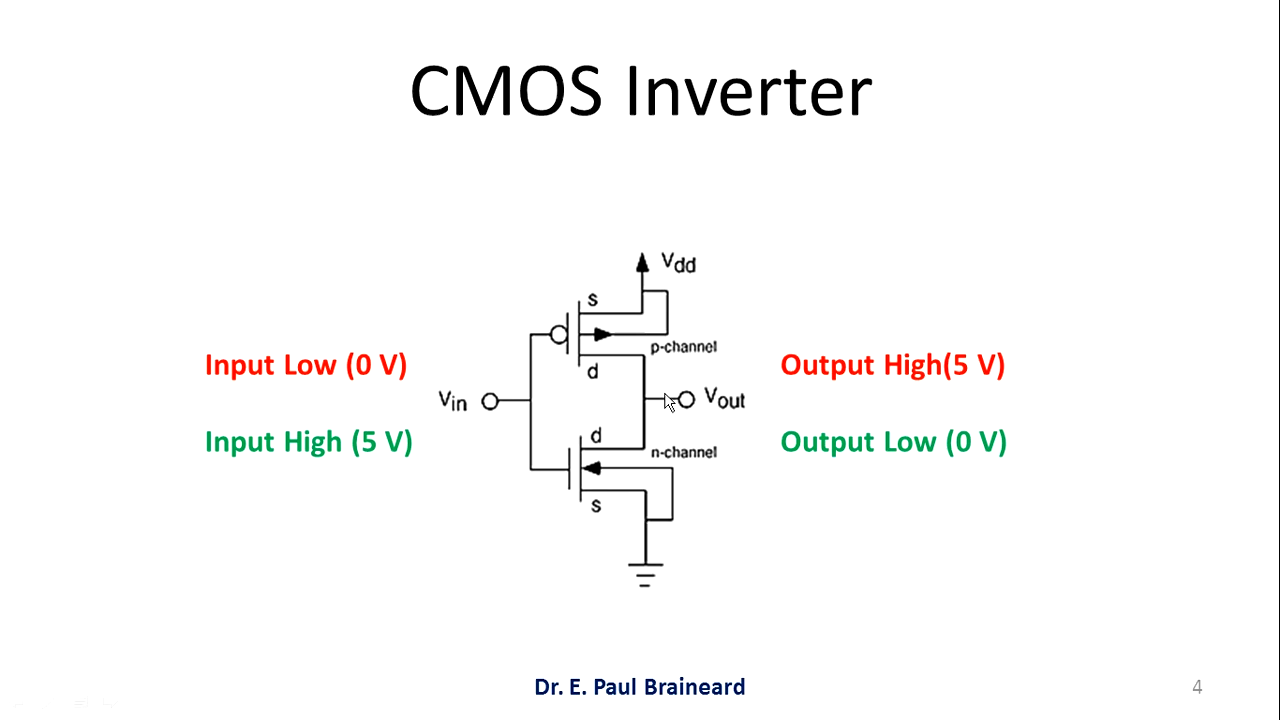 CMOS Inverter
Vdd
s
p-channel
Input Low (0 V)
Output High(5 V)
d
Vin
Vout
Input High (5 V)
Output Low (0 V)
d
n-channel
s
Dr. E. Paul Braineard
4